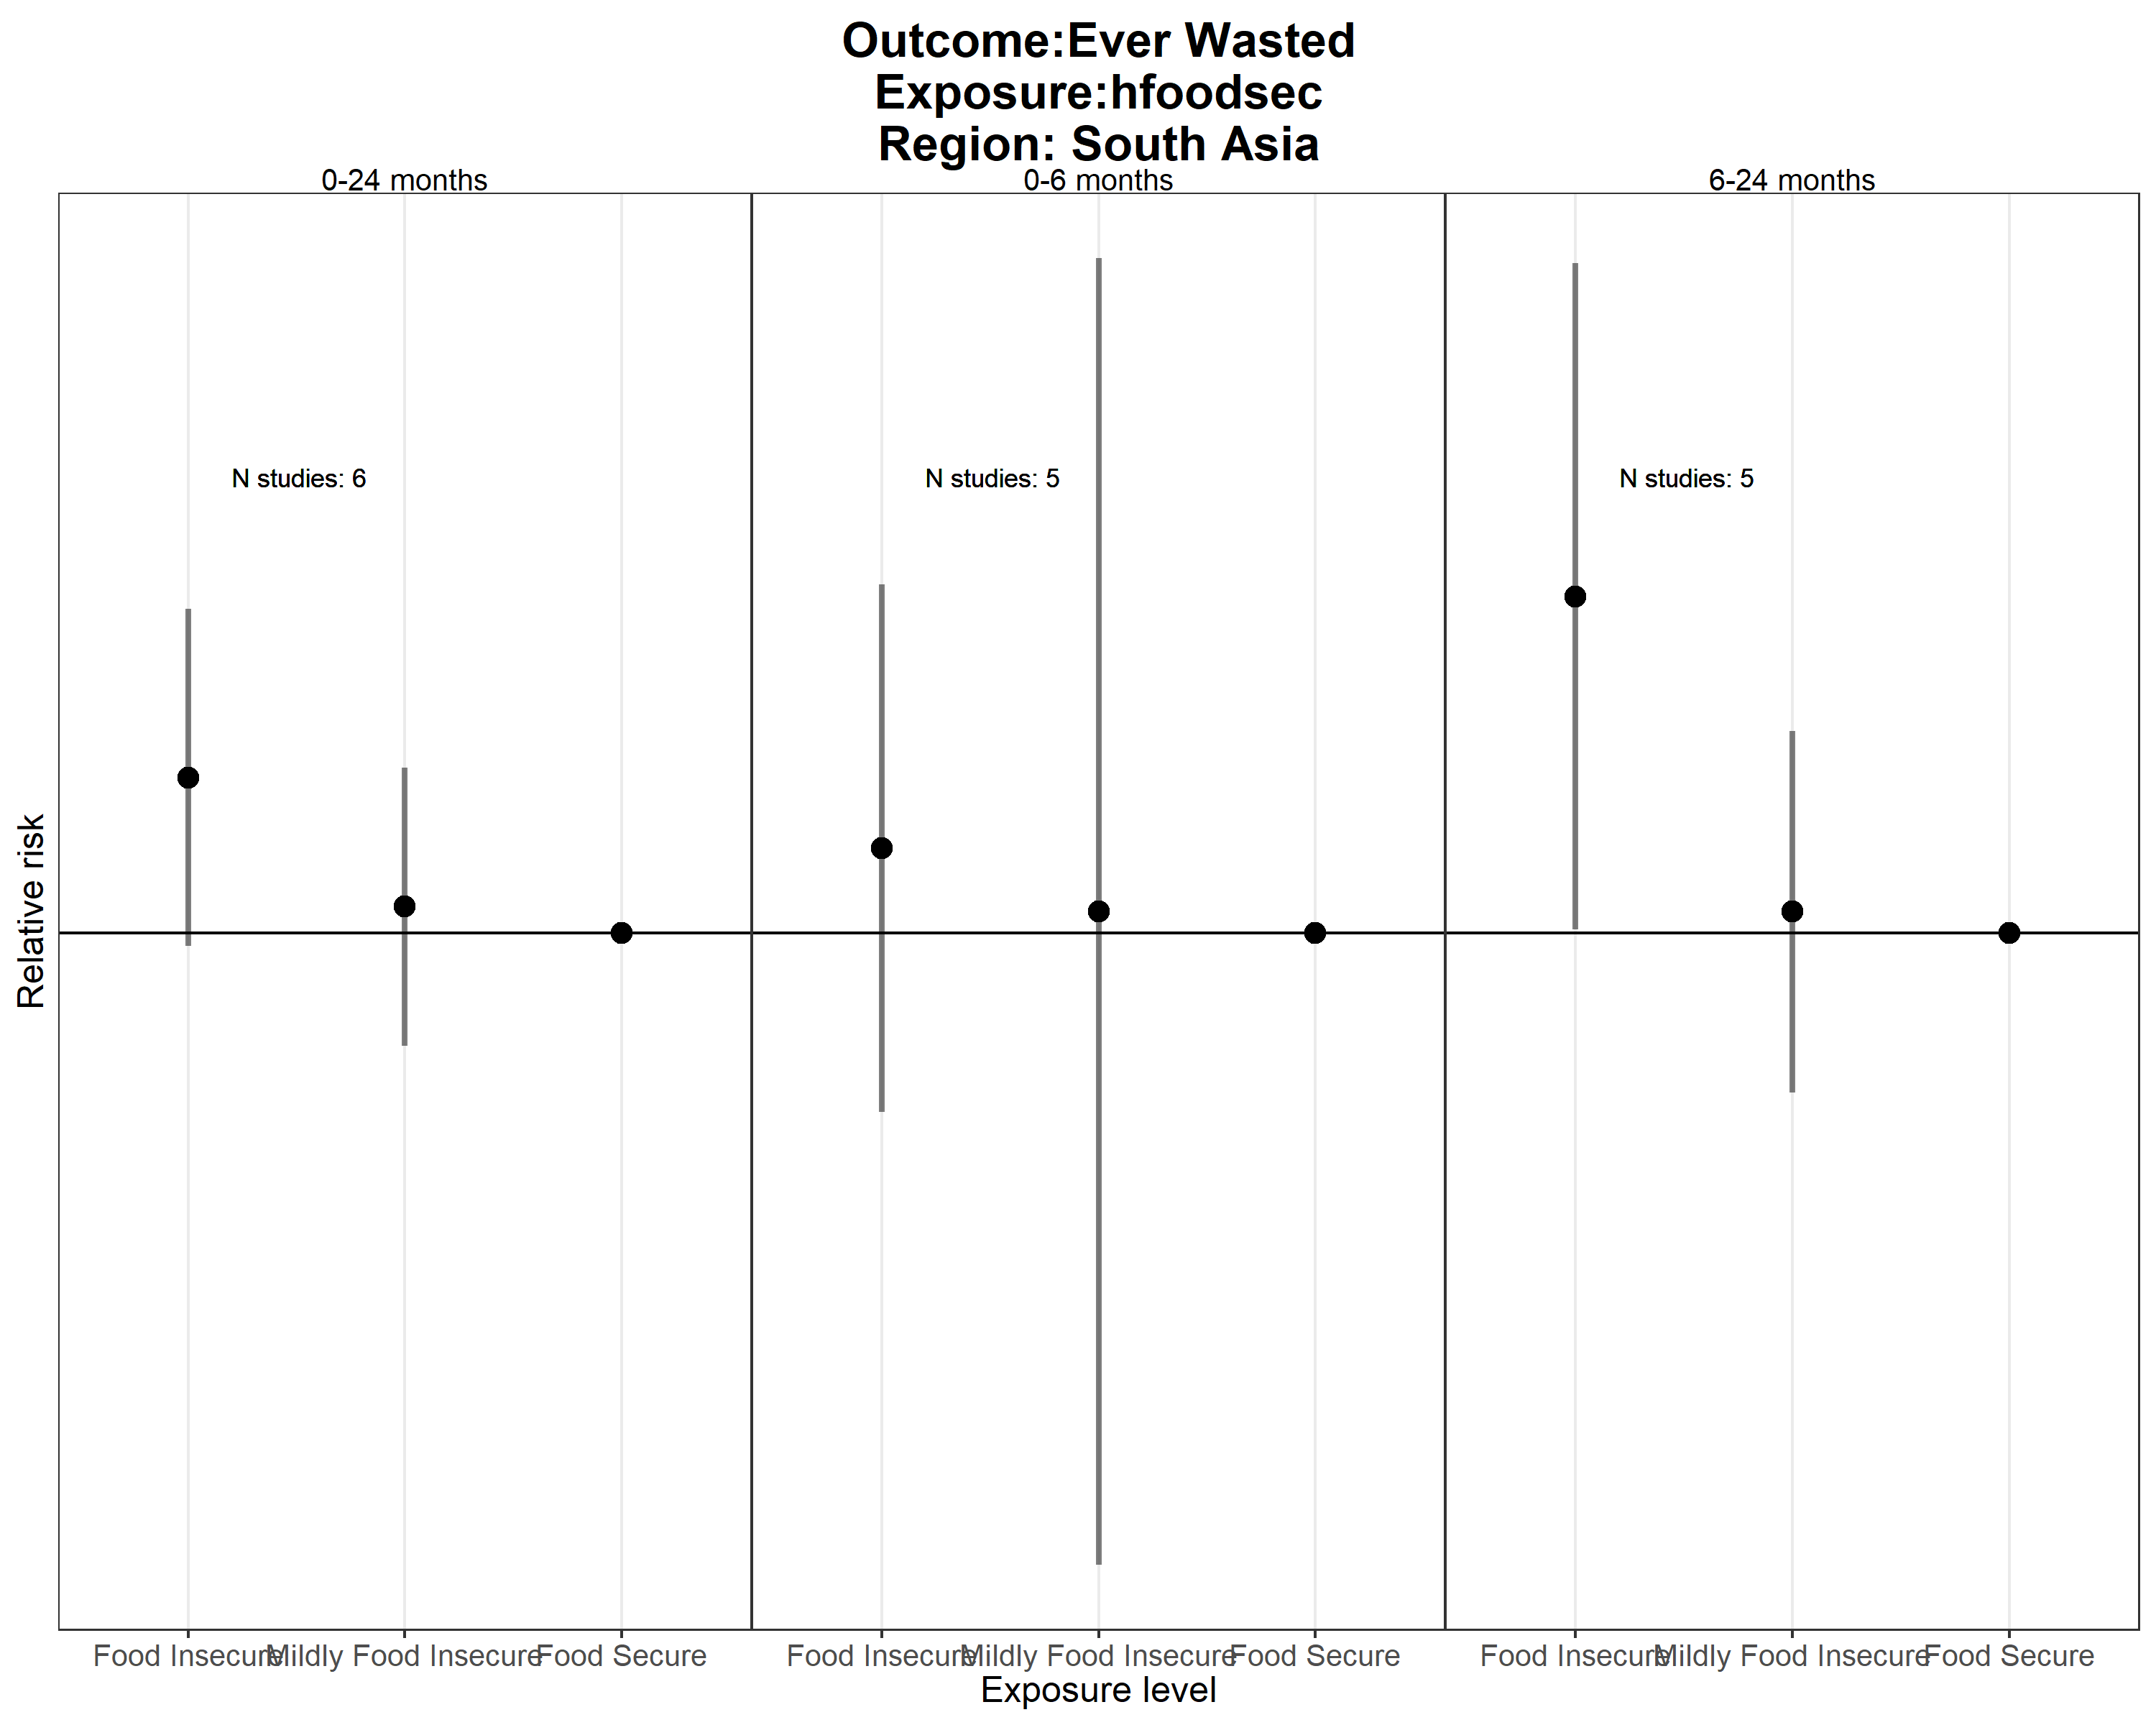 Outcome:Ever Wasted
Exposure:hfoodsec
Region: South Asia
0-24 months
0-6 months
6-24 months
N studies: 6
N studies: 5
N studies: 5
Relative risk
Food Insecure Mildly Food Insecure Food Secure
Food Insecure Mildly Food Insecure Food Secure
Food Insecure Mildly Food Insecure Food Secure
Exposure level